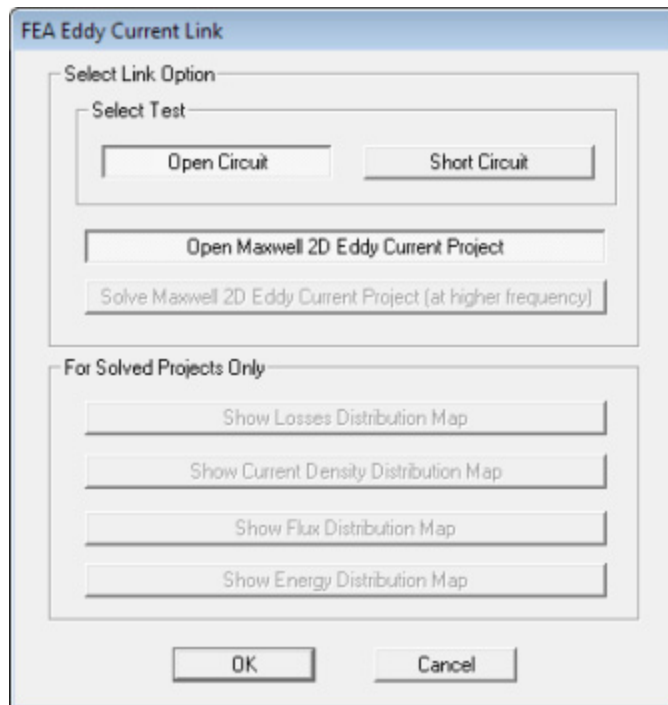 FEA Eddy Current Link
Select Link Option
Select Test
Open Circuit
Short Circuit
Open Maxwell 2D Eddy Current Project
Solve Maxwell 2D Eddy Current Project (at higher frequency)
For Solved Projects Only
Show Losses Distribution Map
Show Current Density Distribution Map
Show Flux Distribution Map
Show Energy Distribution Map
OK
Cancel